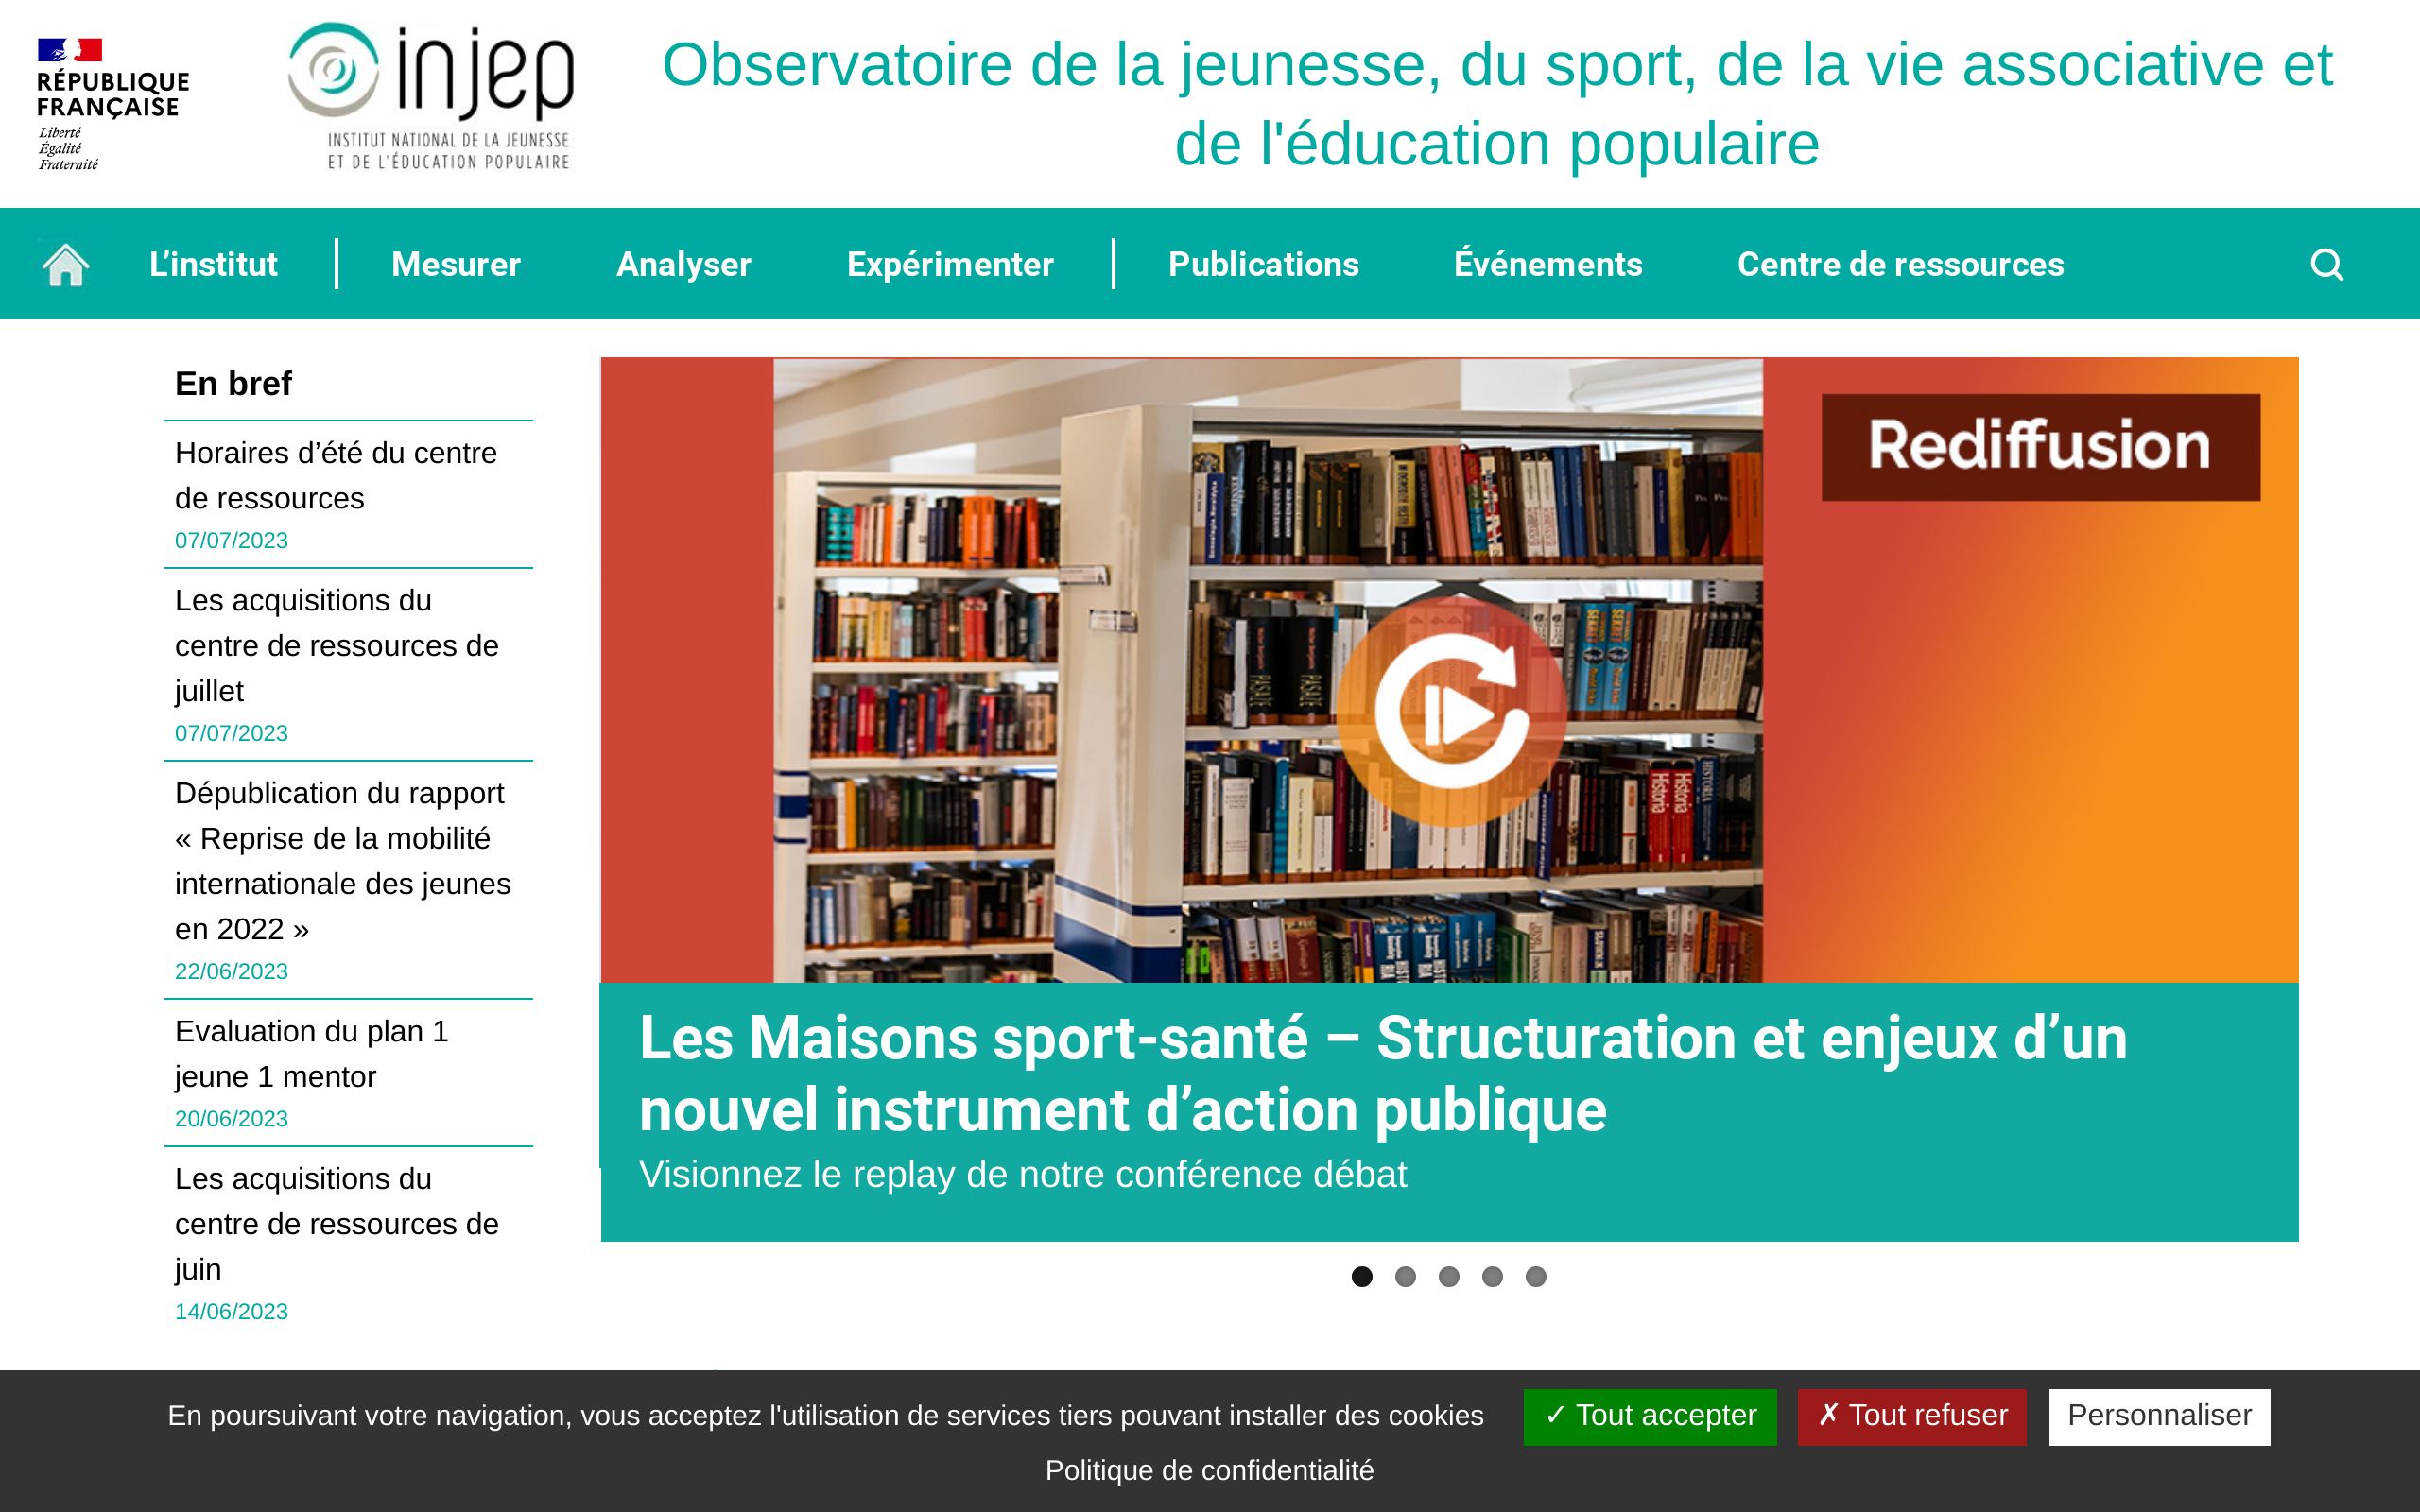 RÉPUBLIQUE
FRANÇAISE
Liberté
Égalité
Fraternité
injep
INSTITUT NATIONAL DE LA JEUNESSE
ET DE L'ÉDUCATION POPULAIRE
Observatoire de la jeunesse, du sport, de la vie associative et
de l'éducation populaire
L’institut
Mesurer
Analyser
Expérimenter
Publications
Événements
Centre de ressources
En bref
Horaires d’été du centre
de ressources
07/07/2023
Les acquisitions du
centre de ressources de
juillet
07/07/2023
Dépublication du rapport
« Reprise de la mobilité
internationale des jeunes
en 2022 »
22/06/2023
Evaluation du plan 1
jeune 1 mentor
20/06/2023
Les acquisitions du
centre de ressources de
juin
14/06/2023
Rediffusion
Les Maisons sport-santé – Structuration et enjeux d’un
nouvel instrument d’action publique
Visionnez le replay de notre conférence débat
En poursuivant votre navigation, vous acceptez l'utilisation de services tiers pouvant installer des cookies
✓ Tout accepter
✗ Tout refuser
Personnaliser
Politique de confidentialité